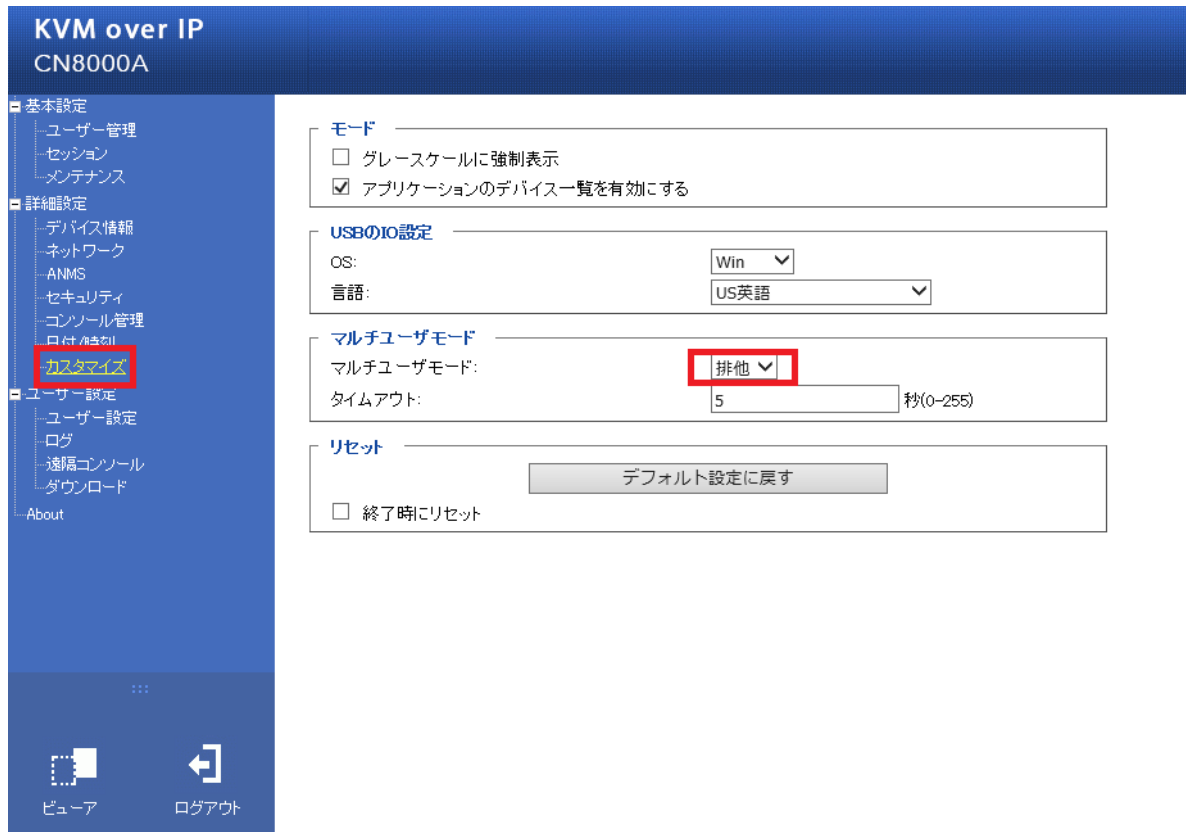 KVM over IP
CN8000A
基本設定
ユーザー管理
セッション
メンテナンス
詳細設定
デバイス情報
ネットワーク
ANMS
セキュリティ
コンソール管理
日付/時刻
カスタマイズ
ユーザー設定
ユーザー設定
ログ
遠隔コンソール
ダウンロード
About
ビューア
ログアウト
モード
グレースケールに強制表示
アプリケーションのデバイス一覧を有効にする
USBのIO設定
OS: Win
言語: US英語
マルチユーザモード
マルチユーザモード: 排他
タイムアウト: 5 秒(0-255)
リセット
デフォルト設定に戻す
終了時にリセット